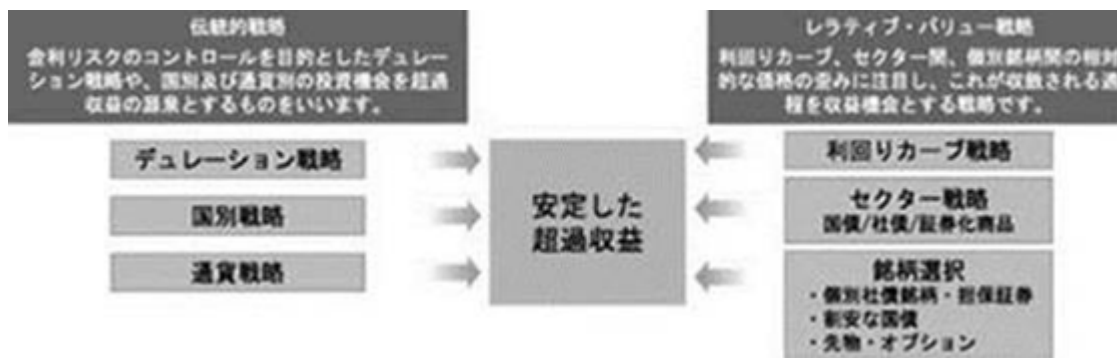 伝統的戦略
金利リスクのコントロールを目的としたデュレー
ション戦略や、国別及び通貨別の投資機会を超過
収益の源泉とするものをいいます。
デュレーション戦略
国別戦略
通貨戦略
安定した
超過収益
レラティブ・バリュー戦略
利回りカーブ、セクター間、個別銘柄間の相対
的な価格の歪みに注目し、これが収斂される過
程を収益機会とする戦略です。
利回りカーブ戦略
セクター戦略
国債/社債/証券化商品
銘柄選択
・個別社債銘柄・担保証券
・割安な国債
・先物・オプション